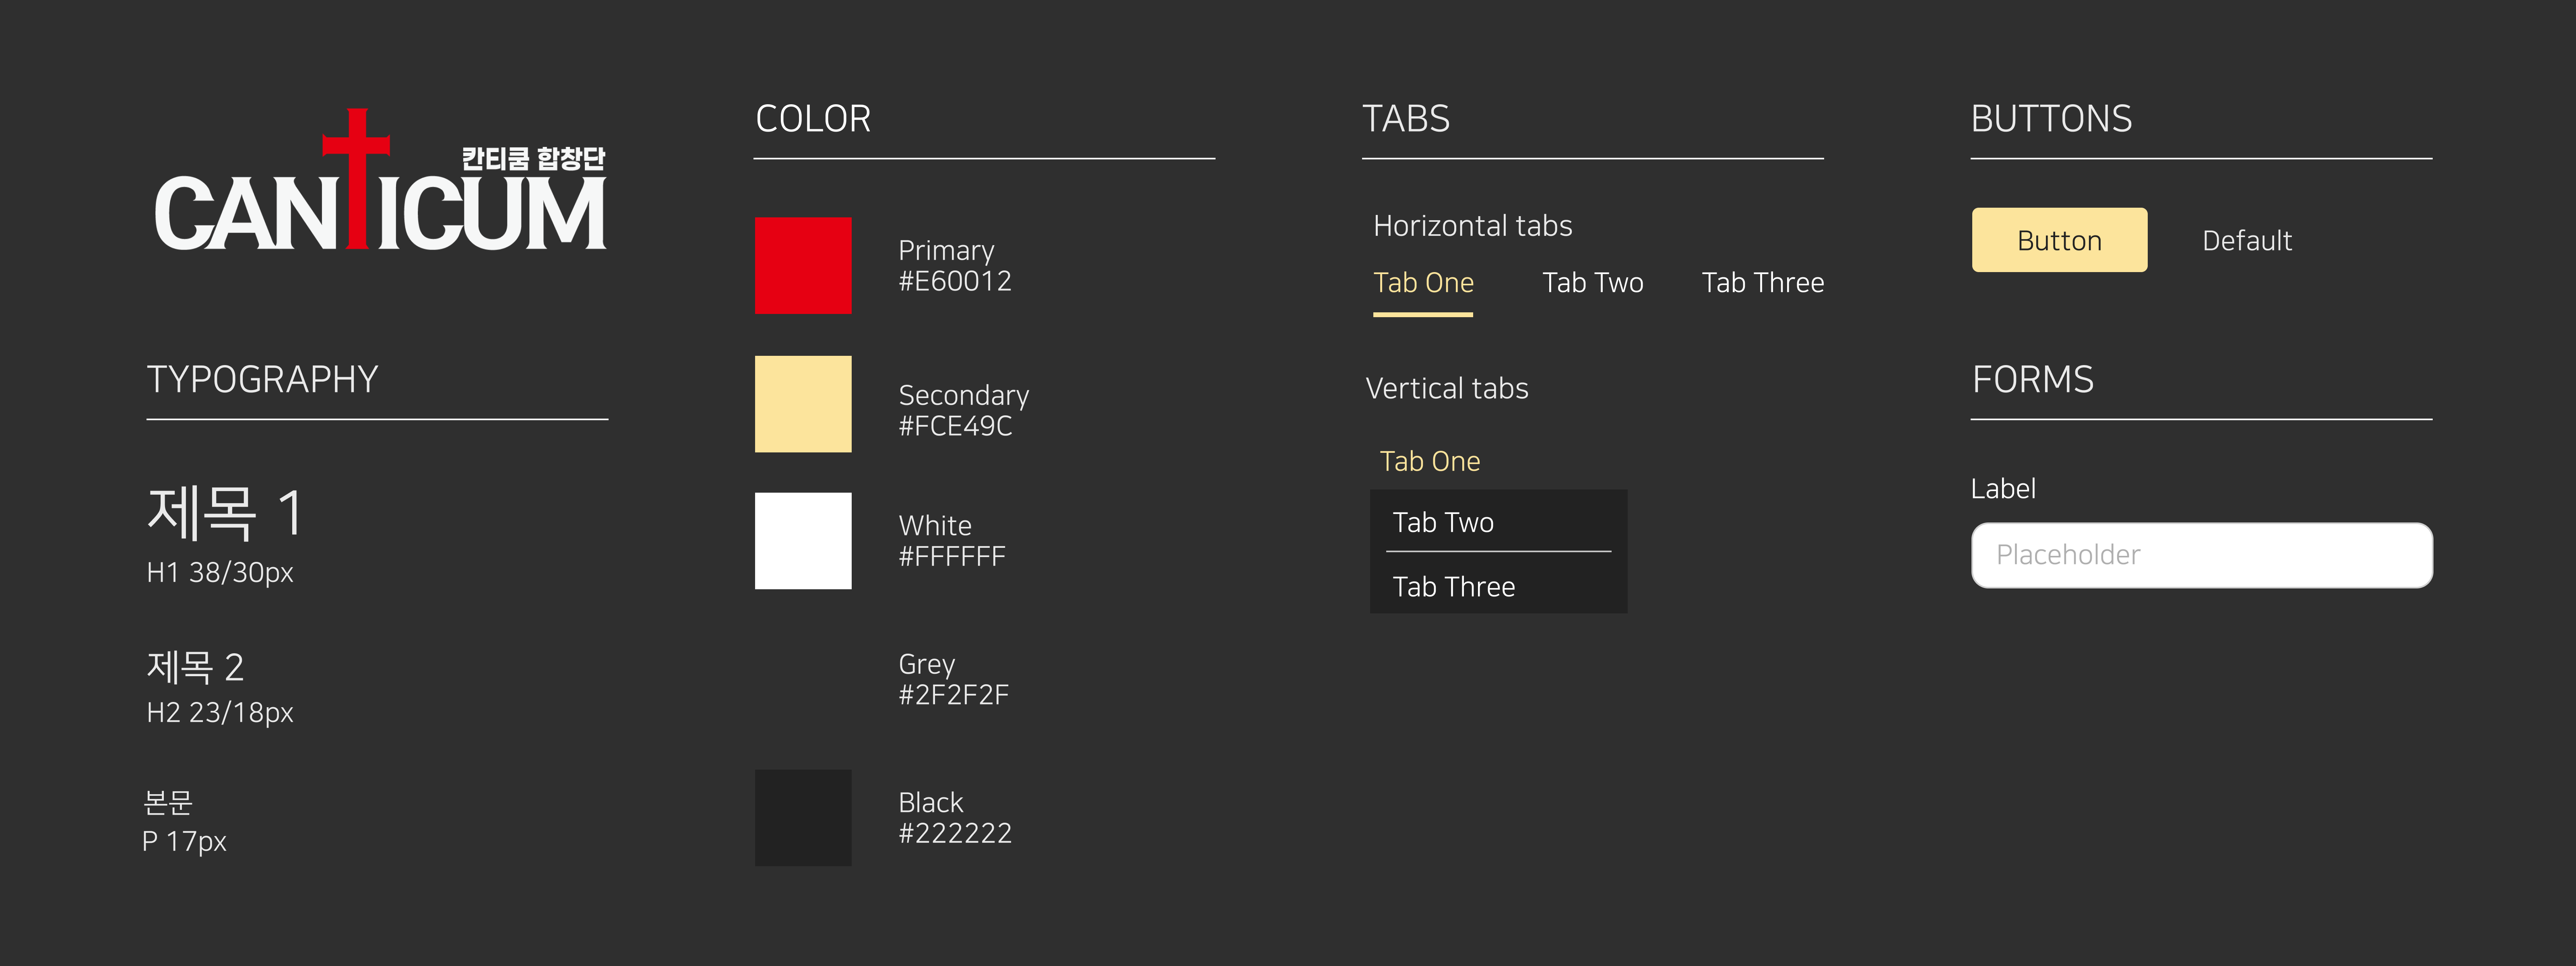 칸티쿰 합창단
CANTICUM
TYPOGRAPHY
제목 1
H1 38/30px
제목 2
H2 23/18px
본문
P 17px
COLOR
Primary
#E60012
Secondary
#FCE49C
White
#FFFFFF
Grey
#2F2F2F
Black
#222222
TABS
Horizontal tabs
Tab One Tab Two Tab Three
Vertical tabs
Tab One
Tab Two
Tab Three
BUTTONS
Button Default
FORMS
Label
Placeholder